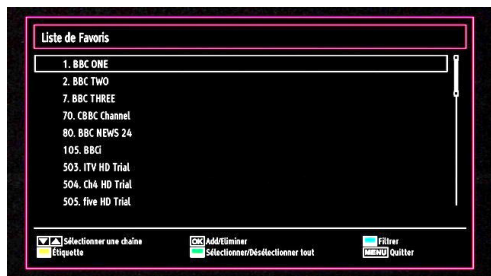 Liste de Favoris
1. BBC ONE
2. BBC TWO
7. BBC THREE
70. CBBC Channel
80. BBC NEWS 24
105. BBCi
503. ITV HD Trial
504. Ch4 HD Trial
505. five HD Trial
Sélectionner une chaîne OK Add/Eliminer Filtrer
Étiquette Sélectionner/Désélectionner tout MENU Quitter